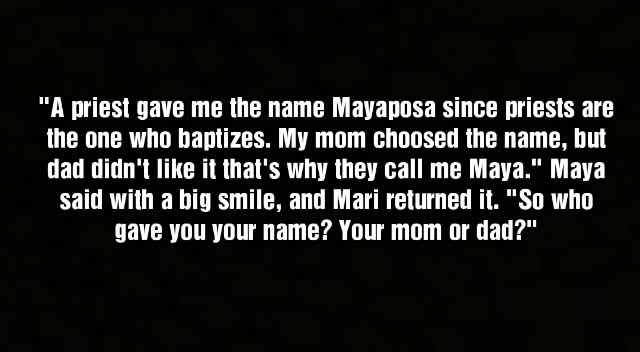 "A priest gave me the name Mayaposa since priests are
the one who baptizes. My mom choosed the name, but
dad didn't like it that's why they call me Maya." Maya
said with a big smile, and Mari returned it. "So who
gave you your name? Your mom or dad?"